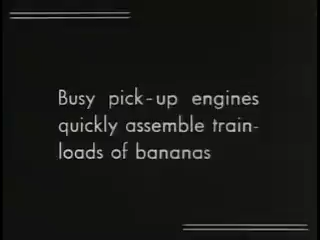 Busy pick-up engines
quickly assemble train-
loads of bananas